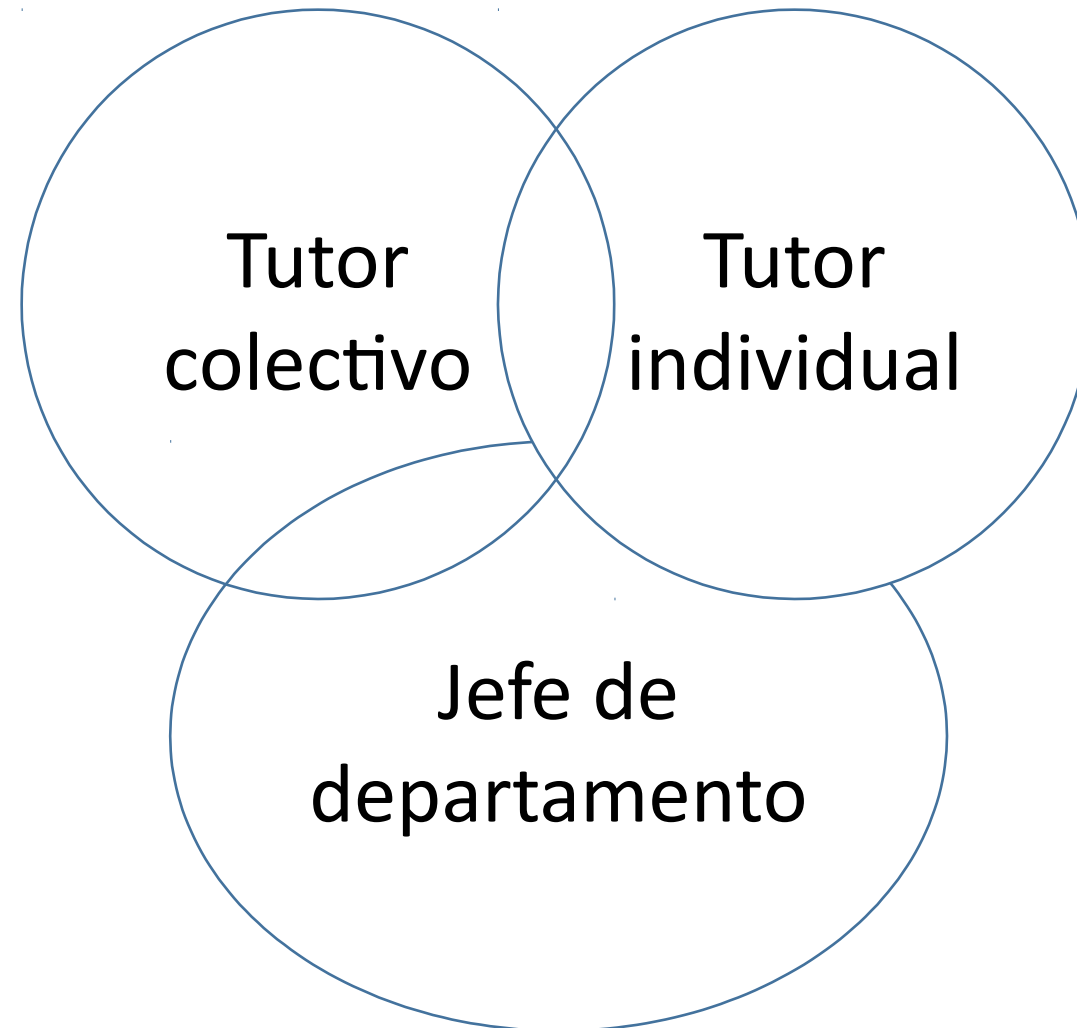 Tutor
colectivo
Tutor
individual
Jefe de
departamento